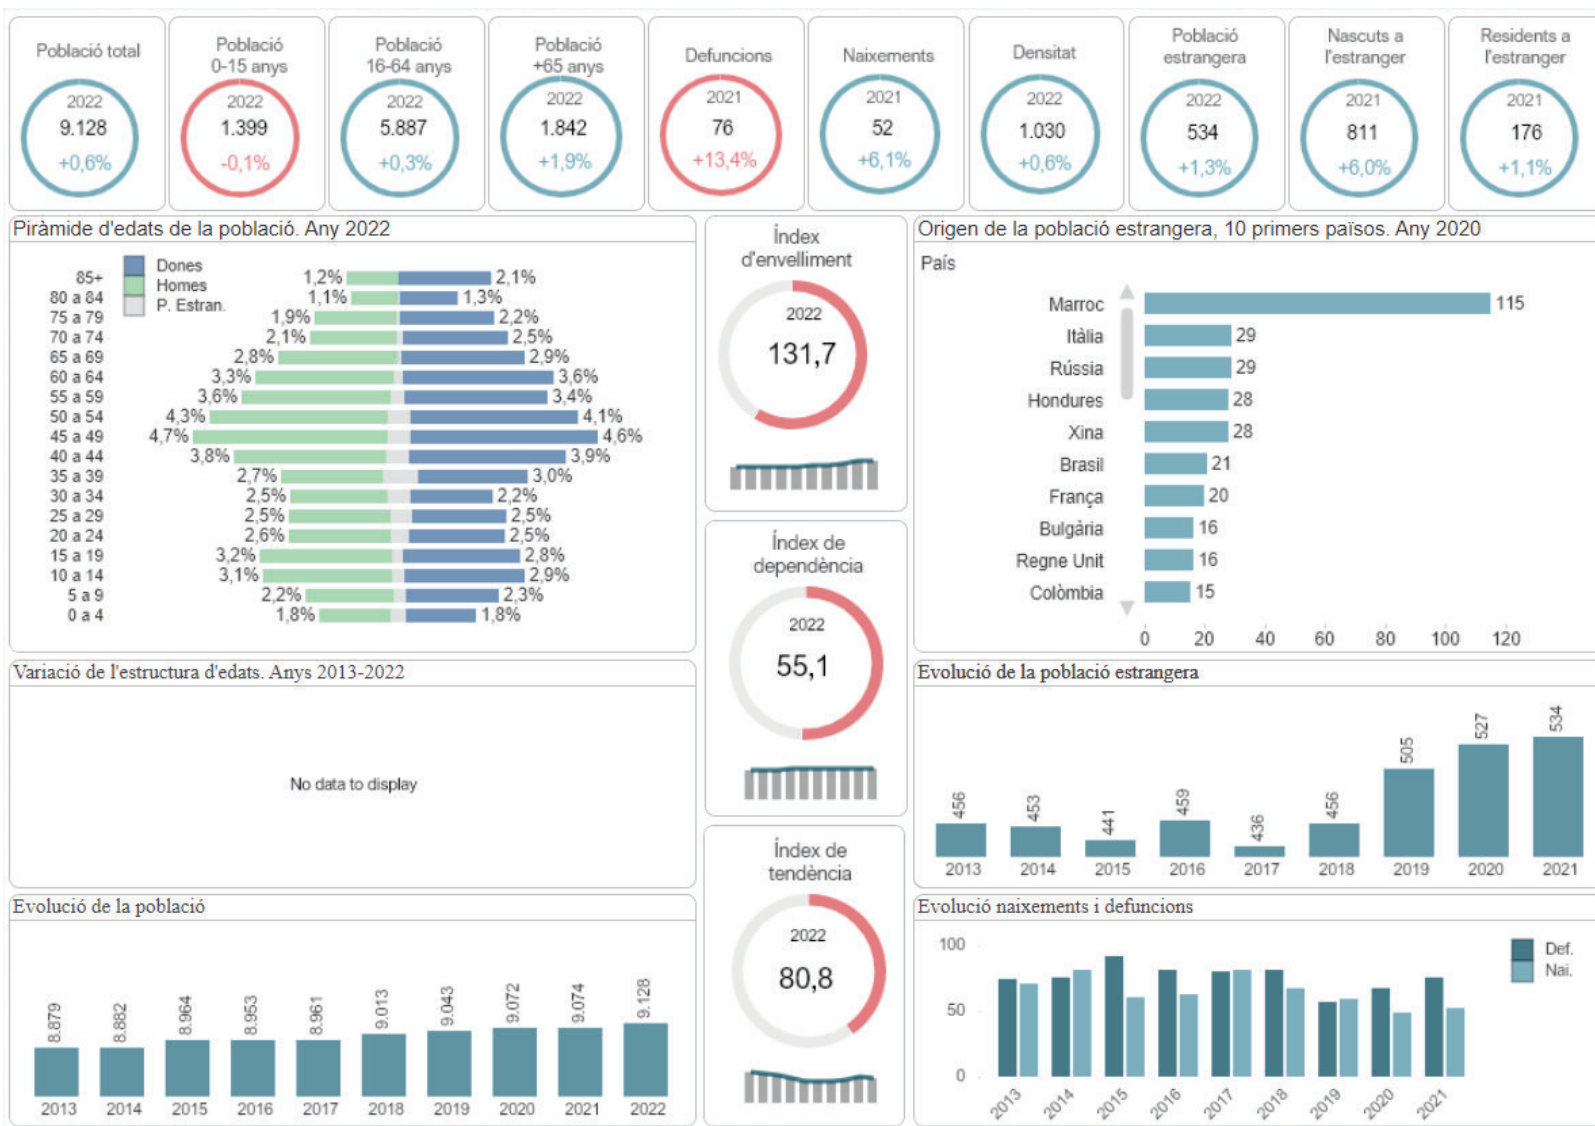 Població total
2022
9.128
+0,6%
Població
0-15 anys
2022
1.399
-0,1%
Població
16-64 anys
2022
5.887
+0,3%
Població
+65 anys
2022
1.842
+1,9%
Defuncions
2021
76
+13,4%
Naixements
2021
52
+6,1%
Densitat
2022
1.030
+0,6%
Població
estrangera
2022
534
+1,3%
Nascuts a
l'estranger
2021
811
+6,0%
Residents a
l'estranger
2021
176
+1,1%
Piràmide d'edats de la població. Any 2022
Dones
Homes
P. Estran.
85+ 1,2% 2,1%
80 a 84 1,1% 1,3%
75 a 79 1,9% 2,2%
70 a 74 2,1% 2,5%
65 a 69 2,8% 2,9%
60 a 64 3,3% 3,6%
55 a 59 3,6% 3,4%
50 a 54 4,3% 4,1%
45 a 49 4,7% 4,6%
40 a 44 3,8% 3,9%
35 a 39 2,7% 3,0%
30 a 34 2,5% 2,2%
25 a 29 2,5% 2,5%
20 a 24 2,6% 2,5%
15 a 19 3,2% 2,8%
10 a 14 3,1% 2,9%
5 a 9 2,2% 2,3%
0 a 4 1,8% 1,8%
Índex
d'envelliment
2022
131,7
Índex de
dependència
2022
55,1
Índex de
tendència
2022
80,8
Origen de la població estrangera, 10 primers països. Any 2020
País
Marroc 115
Itàlia 29
Rússia 29
Hondures 28
Xina 28
Brasil 21
França 20
Bulgària 16
Regne Unit 16
Colòmbia 15
0 20 40 60 80 100 120
Variació de l'estructura d'edats. Anys 2013-2022
No data to display
Evolució de la població estrangera
456 453 441 459 436 456 505 527 534
2013 2014 2015 2016 2017 2018 2019 2020 2021
Evolució de la població
8.879 8.882 8.964 8.953 8.961 9.013 9.043 9.072 9.074 9.128
2013 2014 2015 2016 2017 2018 2019 2020 2021 2022
Evolució naixements i defuncions
100
50
0
Def.
Nai.
2013 2014 2015 2016 2017 2018 2019 2020 2021